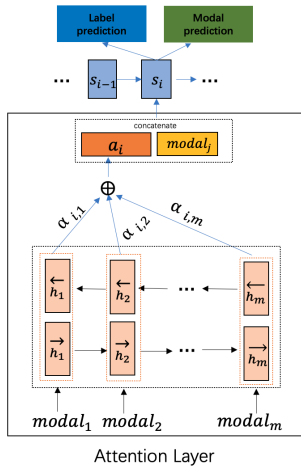 Label prediction
Modal prediction
... s_{i-1} s_i ...
concatenate
a_i modal_j
⊕
α_{i,1} α_{i,2} α_{i,m}
←h_1 ←h_2 ... ←h_m
→h_1 →h_2 ... →h_m
modal_1 modal_2 modal_m
Attention Layer